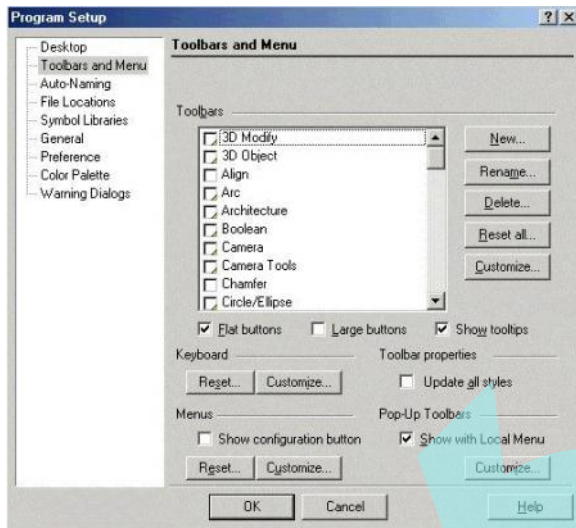 Program Setup
Desktop
Toolbars and Menu
Auto-Naming
File Locations
Symbol Libraries
General
Preference
Color Palette
Warning Dialogs
Toolbars and Menu
Toolbars
3D Modify
3D Object
Align
Arc
Architecture
Boolean
Camera
Camera Tools
Chamfer
Circle/Ellipse
New...
Rename...
Delete...
Reset all...
Customize...
Flat buttons
Large buttons
Show tooltips
Keyboard
Reset...
Customize...
Toolbar properties
Update all styles
Menus
Show configuration button
Reset...
Customize...
Pop-Up Toolbars
Show with Local Menu
Customize...
OK
Cancel
Help